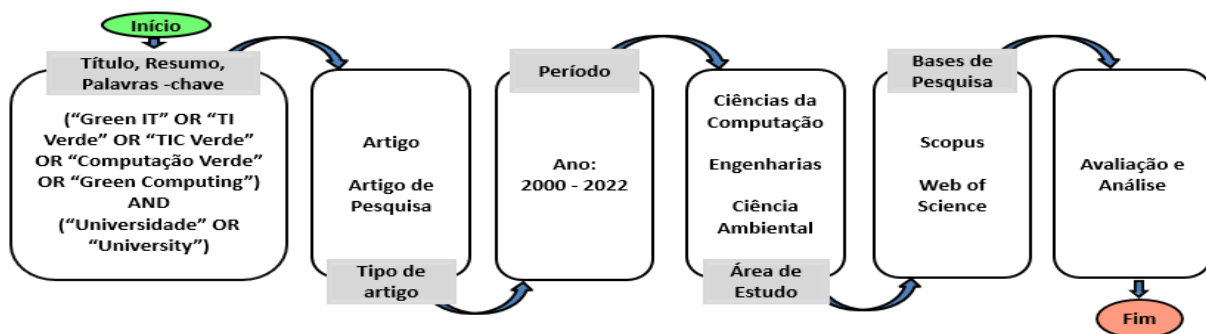 Início
Título, Resumo,
Palavras -chave
(“Green IT” OR “TI
Verde” OR “TIC Verde”
OR “Computação Verde”
OR “Green Computing”)
AND
(“Universidade” OR
“University”)
Artigo
Artigo de
Pesquisa
Tipo de
artigo
Período
Ano:
2000 - 2022
Ciências da
Computação
Engenharias
Ciência
Ambiental
Área de
Estudo
Bases de
Pesquisa
Scopus
Web of
Science
Avaliação e
Análise
Fim